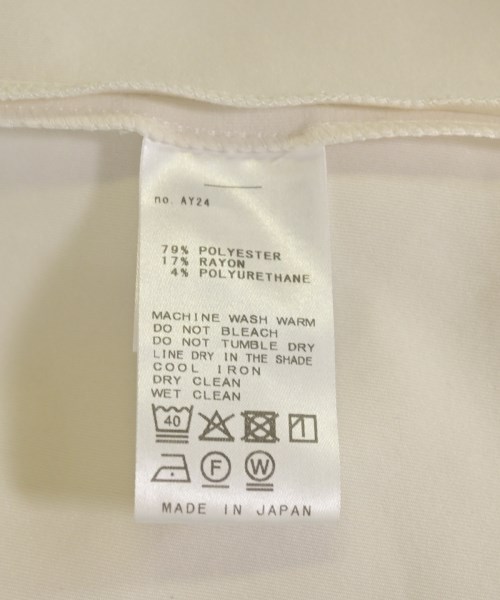 no. AY24
79% POLYESTER
17% RAYON
4% POLYURETHANE
MACHINE WASH WARM
DO NOT BLEACH
DO NOT TUMBLE DRY
LINE DRY IN THE SHADE
COOL IRON
DRY CLEAN
WET CLEAN
40
F W
MADE IN JAPAN